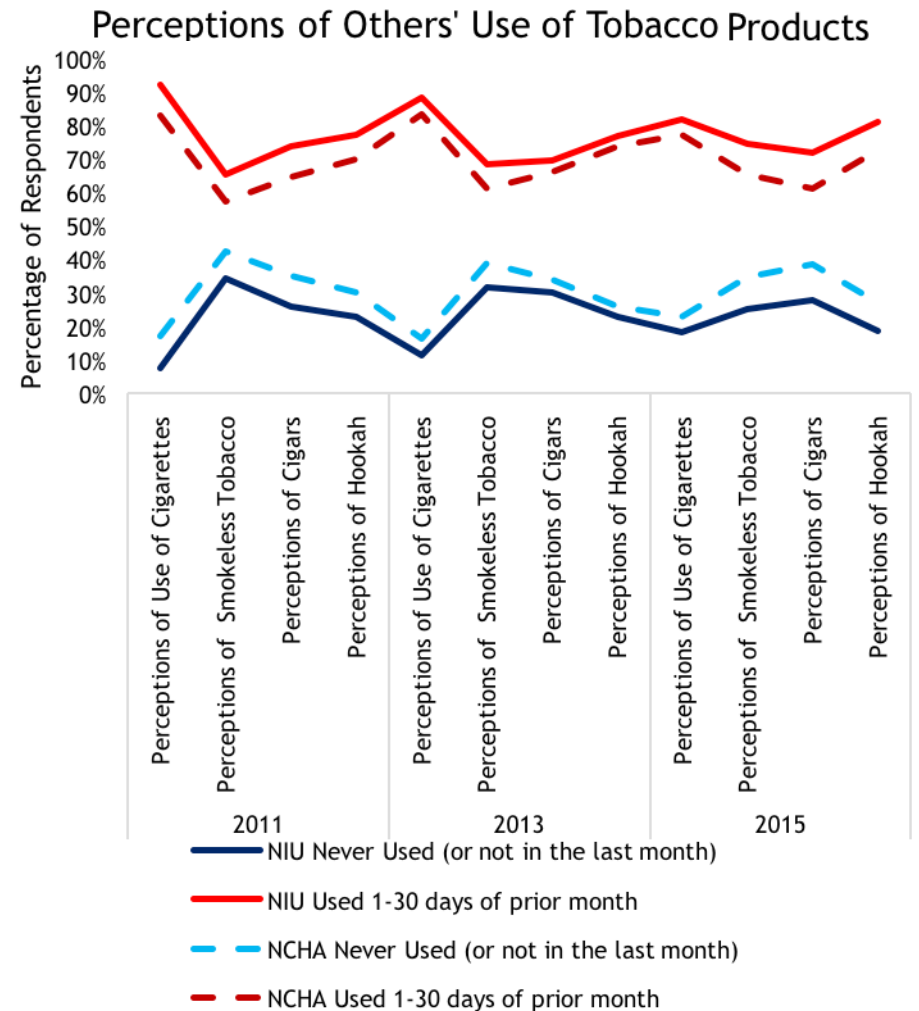 Perceptions of Others' Use of Tobacco Products
Percentage of Respondents
100%
90%
80%
70%
60%
50%
40%
30%
20%
10%
0%
Perceptions of Use of Cigarettes
Perceptions of Smokeless Tobacco
Perceptions of Cigars
Perceptions of Hookah
Perceptions of Use of Cigarettes
Perceptions of Smokeless Tobacco
Perceptions of Cigars
Perceptions of Hookah
Perceptions of Use of Cigarettes
Perceptions of Smokeless Tobacco
Perceptions of Cigars
Perceptions of Hookah
2011
2013
2015
NIU Never Used (or not in the last month)
NIU Used 1-30 days of prior month
NCHA Never Used (or not in the last month)
NCHA Used 1-30 days of prior month